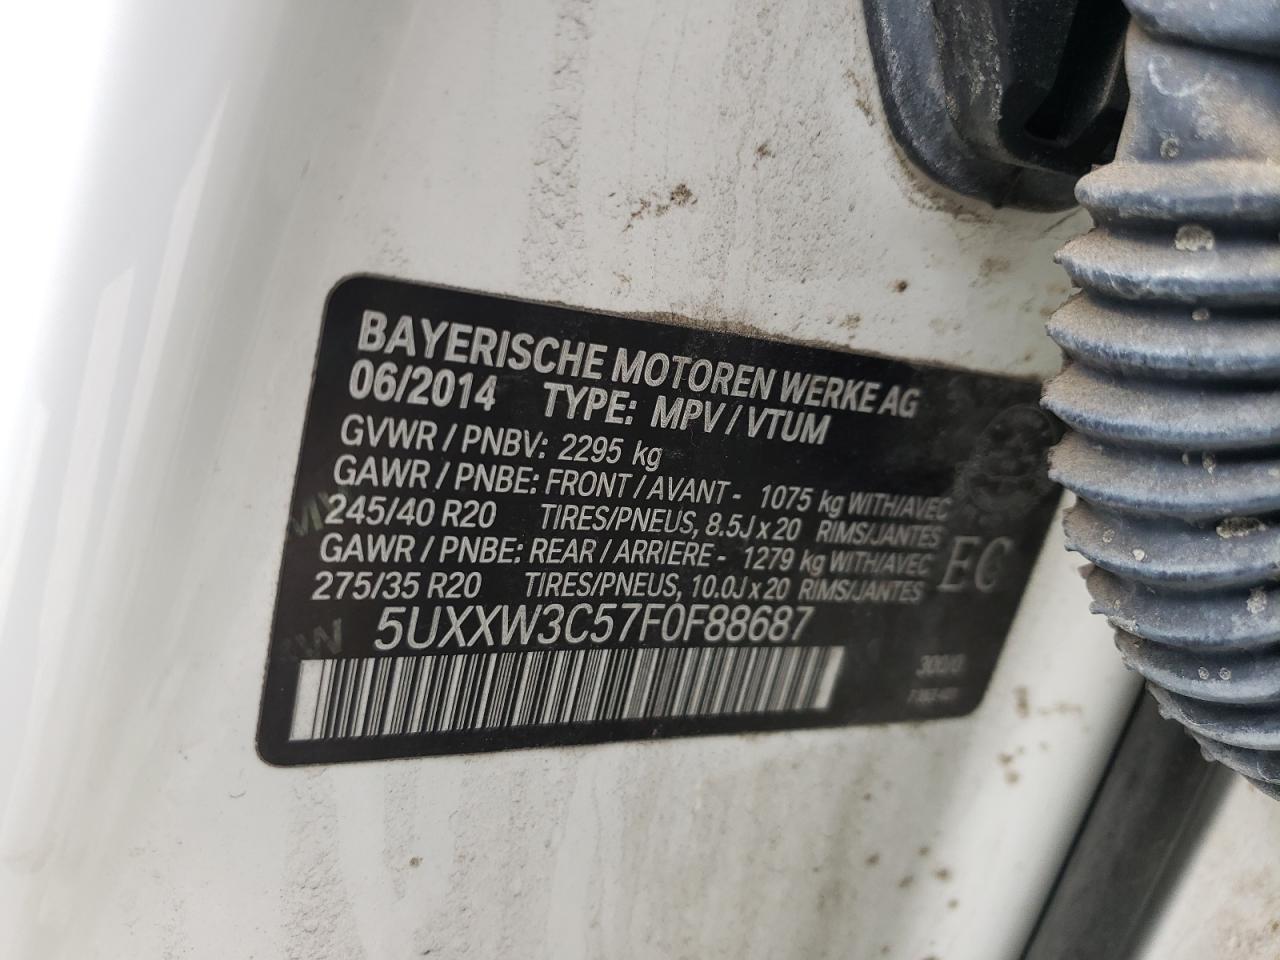 BAYERISCHE MOTOREN WERKE AG
06/2014 TYPE: MPV / VTUM
GVWR / PNBV: 2295 kg
GAWR / PNBE: FRONT / AVANT - 1075 kg WITH/AVEC
245/40 R20 TIRES/PNEUS, 8.5J x 20 RIMS/JANTES
GAWR / PNBE: REAR / ARRIERE - 1279 kg WITH/AVEC
275/35 R20 TIRES/PNEUS, 10.0J x 20 RIMS/JANTES
EC
5UXXW3C57F0F88687